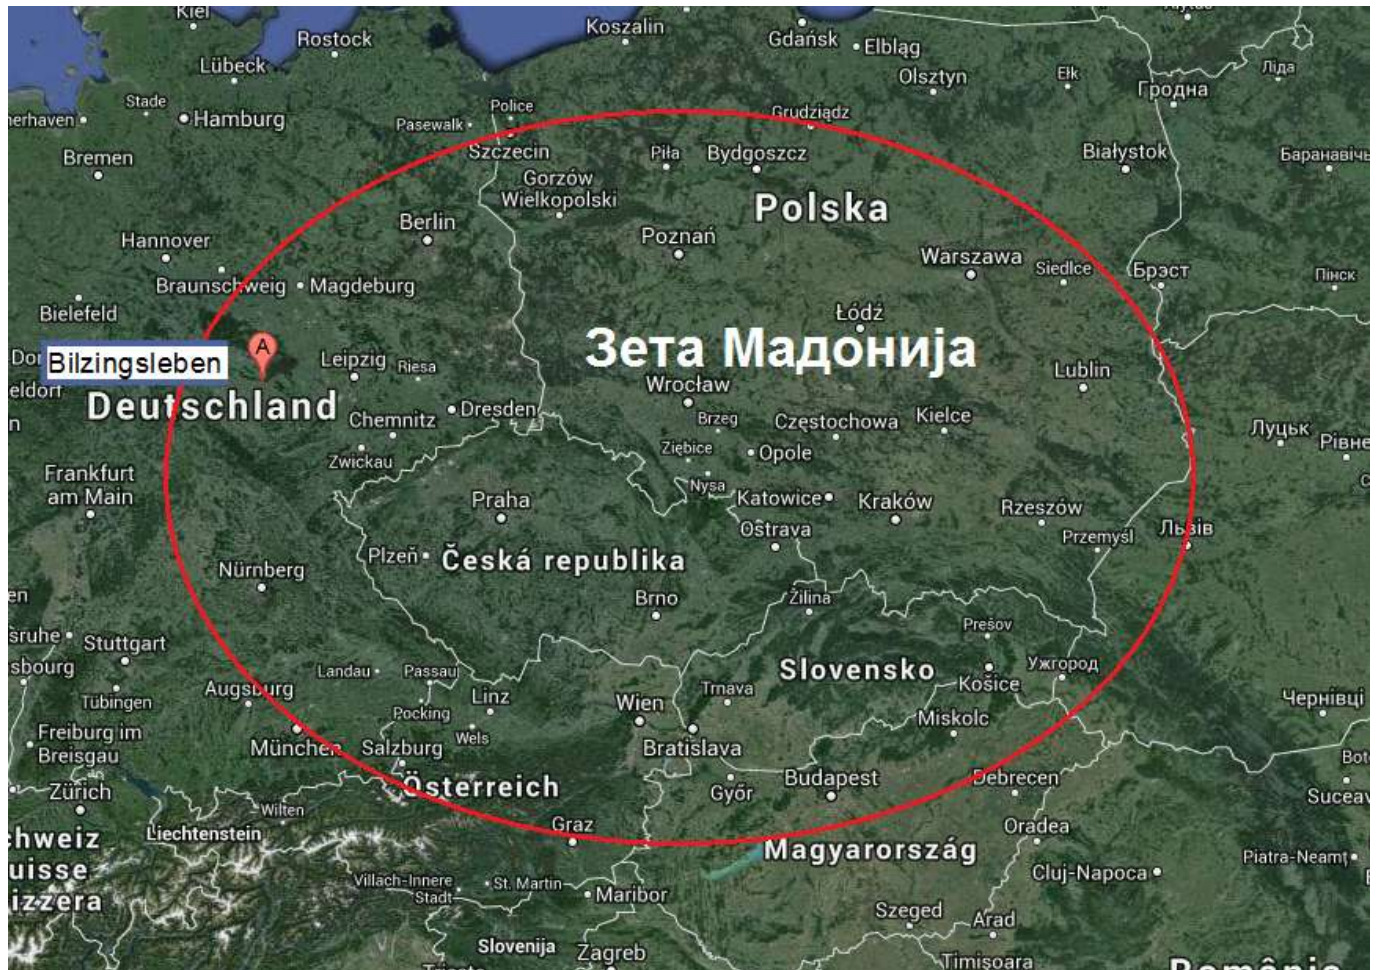 Kiel
Rostock
Koszalin
Gdańsk
Elbląg
Lübeck
Olsztyn
Ełk
Ліда
Гродна
Stade
Hamburg
Police
Pasewalk
Grudziądz
Bremen
Szczecin
Piła
Bydgoszcz
Białystok
Gorzów
Wielkopolski
Polska
Berlin
Hannover
Poznań
Warszawa
Siedlce
Брэст
Пінск
Braunschweig
Magdeburg
Bielefeld
Łódź
Зета Мадонија
Bilzingsleben
A
Leipzig
Riesa
Wrocław
Lublin
Deutschland
Chemnitz
Dresden
Brzeg
Częstochowa
Kielce
Луцьк
Zwickau
Ziębice
Opole
Frankfurt
am Main
Nysa
Praha
Katowice
Kraków
Rzeszów
Ostrava
Przemyśl
Львів
Plzeň
Česká republika
Nürnberg
Brno
Žilina
Prešov
Stuttgart
Landau
Passau
Slovensko
Ужгород
Košice
Tübingen
Augsburg
Linz
Wien
Trnava
Чернівці
Pocking
Miskolc
Freiburg im
Breisgau
München
Salzburg
Wels
Bratislava
Zürich
Österreich
Győr
Budapest
Debrecen
Wilten
Liechtenstein
Graz
Oradea
Magyarország
Piatra-Neamț
Cluj-Napoca
Villach-Innere
Stadt
St. Martin
Maribor
Szeged
Arad
Slovenija
Zagreb
Timișoara